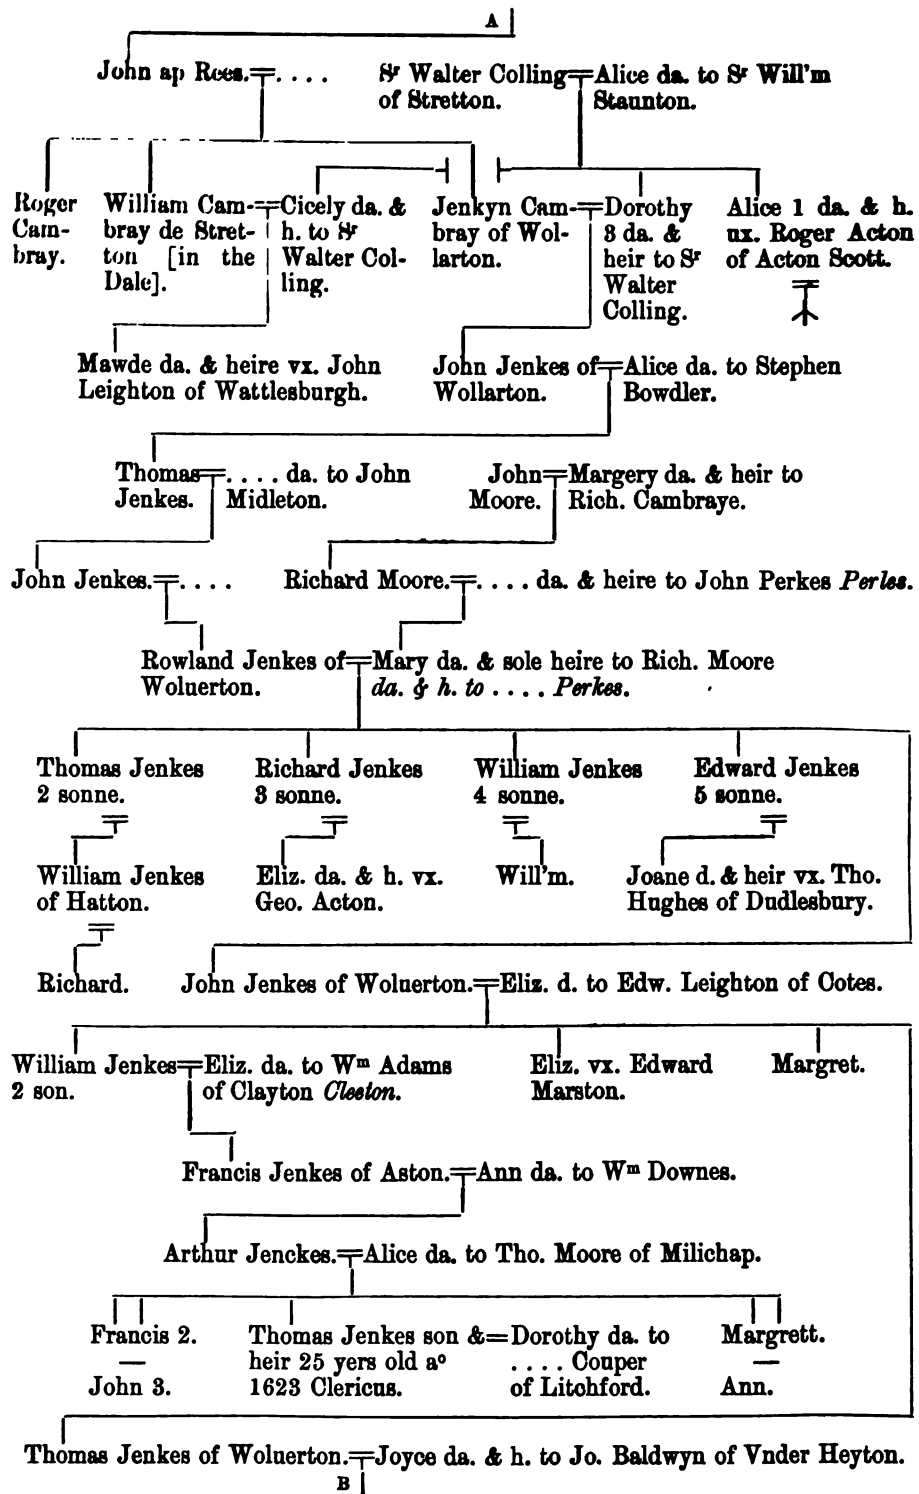 A
John ap Rees. . . . .
Sr Walter Colling = Alice da. to Sr Will'm
of Stretton. Staunton.
Roger
Cam-
bray.
William Cam-
bray de Stret-
ton [in the
Dale].
Cicely da. &
h. to Sr
Walter Col-
ling.
Jenkyn Cam-
bray of Wol-
larton.
Dorothy
3 da. &
heir to Sr
Walter
Colling.
Alice 1 da. & h.
ux. Roger Acton
of Acton Scott.
Mawde da. & heire vx. John
Leighton of Wattlesburgh.
John Jenkes of
Wollarton.
Alice da. to Stephen
Bowdler.
Thomas
Jenkes.
. . . . da. to John
Midleton.
John
Moore.
Margery da. & heir to
Rich. Cambraye.
John Jenkes. . . . .
Richard Moore. . . . . da. & heire to John Perkes Perles.
Rowland Jenkes of
Woluerton.
Mary da. & sole heire to Rich. Moore
da. & h. to . . . . Perkes.
Thomas Jenkes
2 sonne.
Richard Jenkes
3 sonne.
William Jenkes
4 sonne.
Edward Jenkes
5 sonne.
William Jenkes
of Hatton.
Eliz. da. & h. vx.
Geo. Acton.
Will'm.
Joane d. & heir vx. Tho.
Hughes of Dudlesbury.
Richard.
John Jenkes of Woluerton. = Eliz. d. to Edw. Leighton of Cotes.
William Jenkes
2 son.
Eliz. da. to Wm Adams
of Clayton Cleeton.
Eliz. vx. Edward
Marston.
Margret.
Francis Jenkes of Aston. = Ann da. to Wm Downes.
Arthur Jenckes. = Alice da. to Tho. Moore of Milichap.
Francis 2.
—
John 3.
Thomas Jenkes son &
heir 25 yers old ao
1623 Clericus.
= Dorothy da. to
. . . . Couper
of Litchford.
Margrett.
—
Ann.
Thomas Jenkes of Woluerton. = Joyce da. & h. to Jo. Baldwyn of Vnder Heyton.
B